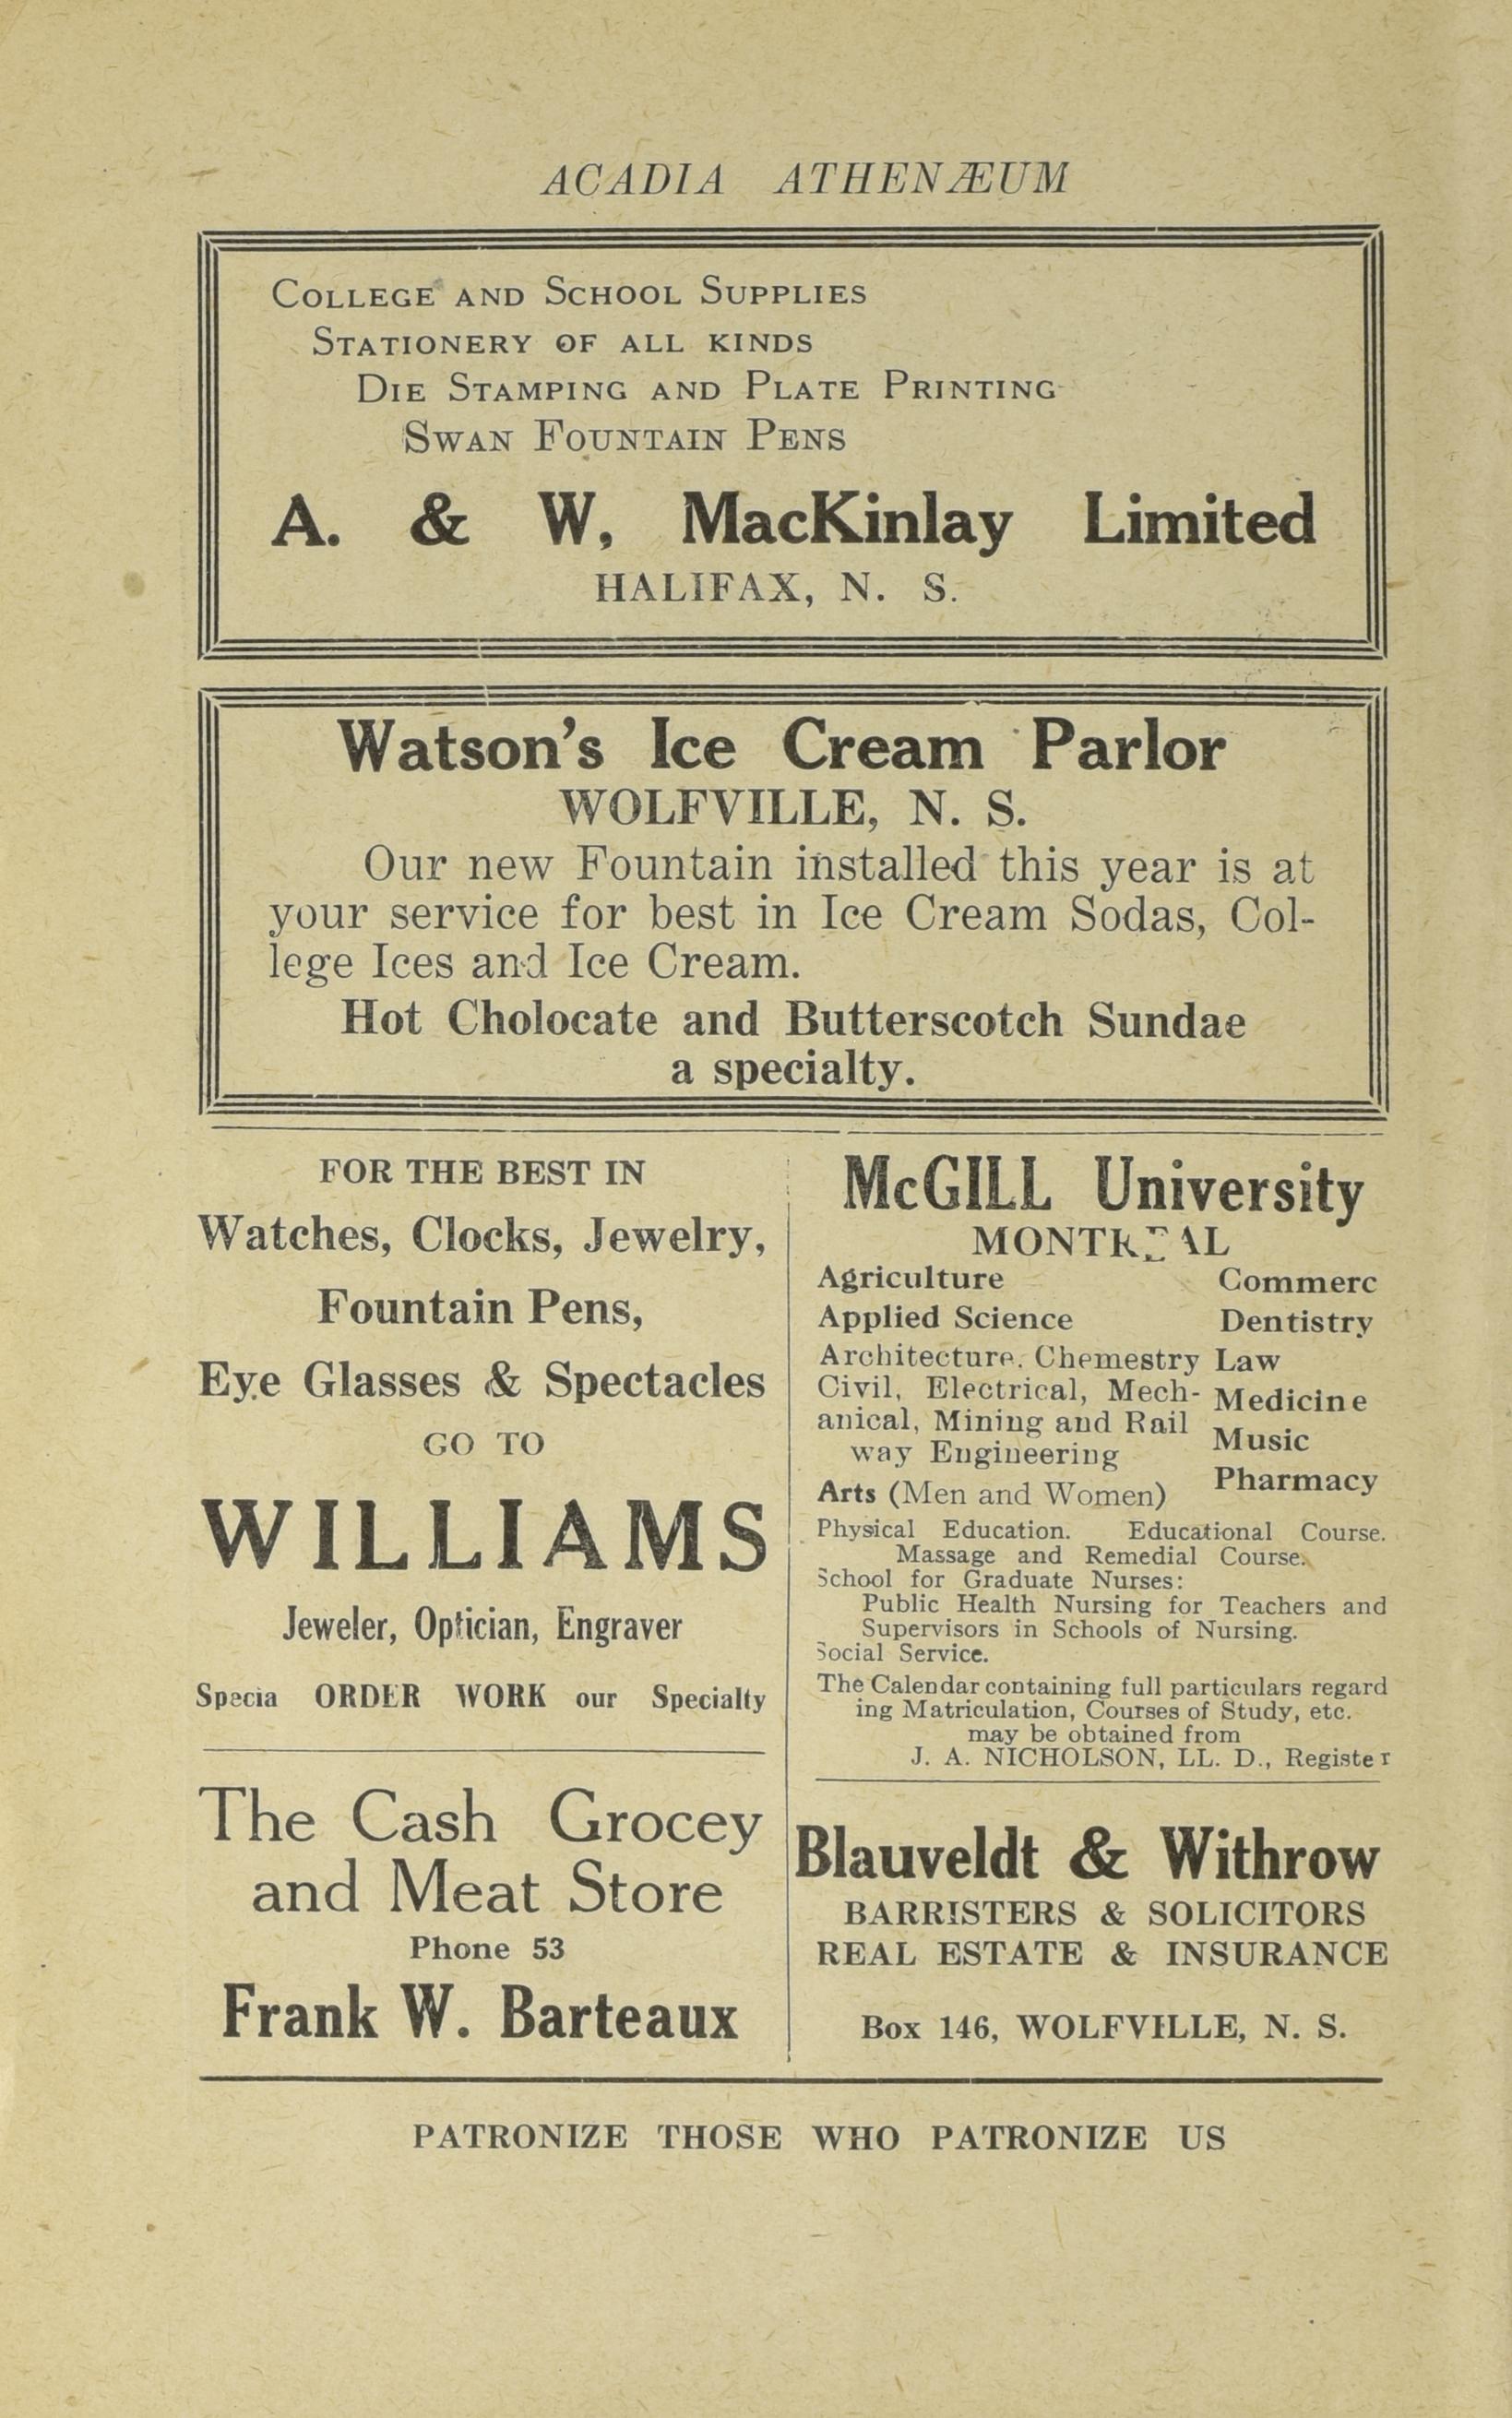 ACADIA ATHENÆUM
COLLEGE AND SCHOOL SUPPLIES
STATIONERY OF ALL KINDS
DIE STAMPING AND PLATE PRINTING
SWAN FOUNTAIN PENS
A. & W, MacKinlay Limited
HALIFAX, N. S.
Watson's Ice Cream Parlor
WOLFVILLE, N. S.
Our new Fountain installed this year is at
your service for best in Ice Cream Sodas, Col-
lege Ices and Ice Cream.
Hot Cholocate and Butterscotch Sundae
a specialty.
FOR THE BEST IN
Watches, Clocks, Jewelry,
Fountain Pens,
Eye Glasses & Spectacles
GO TO
WILLIAMS
Jeweler, Optician, Engraver
Specia ORDER WORK our Specialty
The Cash Grocey
and Meat Store
Phone 53
Frank W. Barteaux
McGILL University
MONTREAL
Agriculture Commerc
Applied Science Dentistry
Architecture. Chemestry Law
Civil, Electrical, Mech- Medicine
anical, Mining and Rail Music
way Engineering
Arts (Men and Women) Pharmacy
Physical Education. Educational Course.
Massage and Remedial Course.
School for Graduate Nurses:
Public Health Nursing for Teachers and
Supervisors in Schools of Nursing.
Social Service.
The Calendar containing full particulars regard
ing Matriculation, Courses of Study, etc.
may be obtained from
J. A. NICHOLSON, LL. D., Register
Blauveldt & Withrow
BARRISTERS & SOLICITORS
REAL ESTATE & INSURANCE
Box 146, WOLFVILLE, N. S.
PATRONIZE THOSE WHO PATRONIZE US